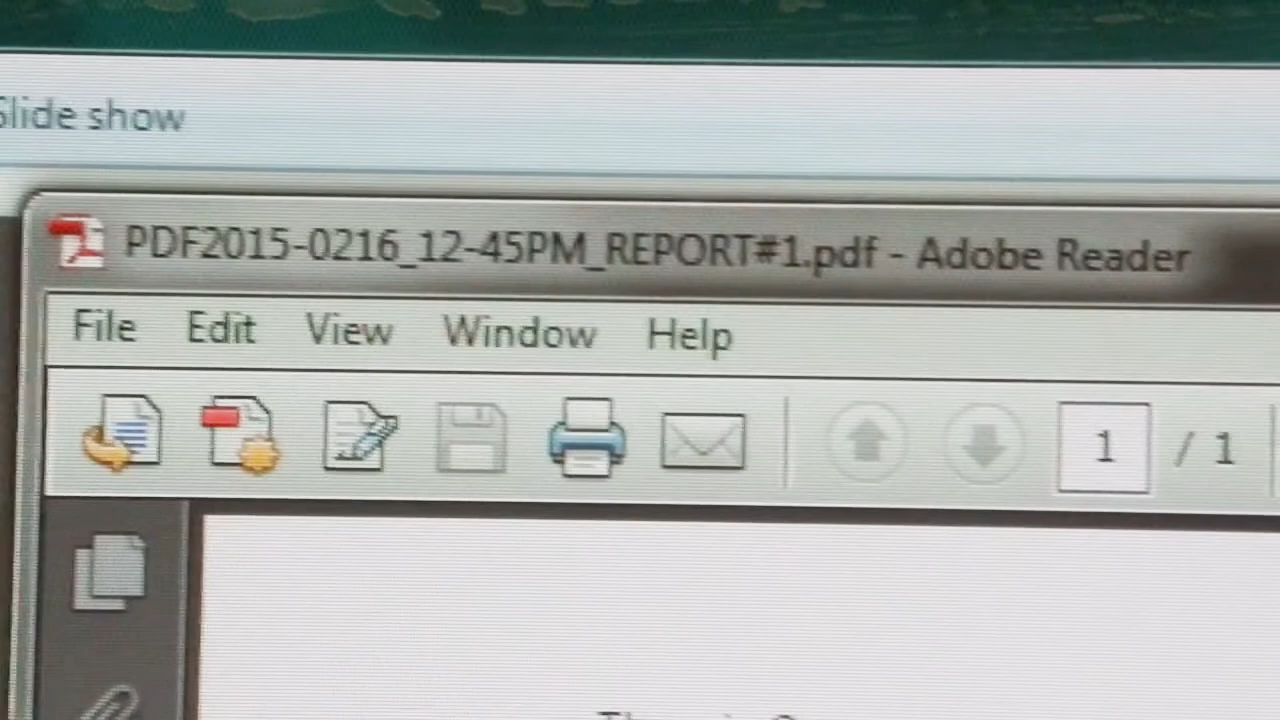 Slide show
PDF2015-0216_12-45PM_REPORT#1.pdf - Adobe Reader
File Edit View Window Help
1 / 1